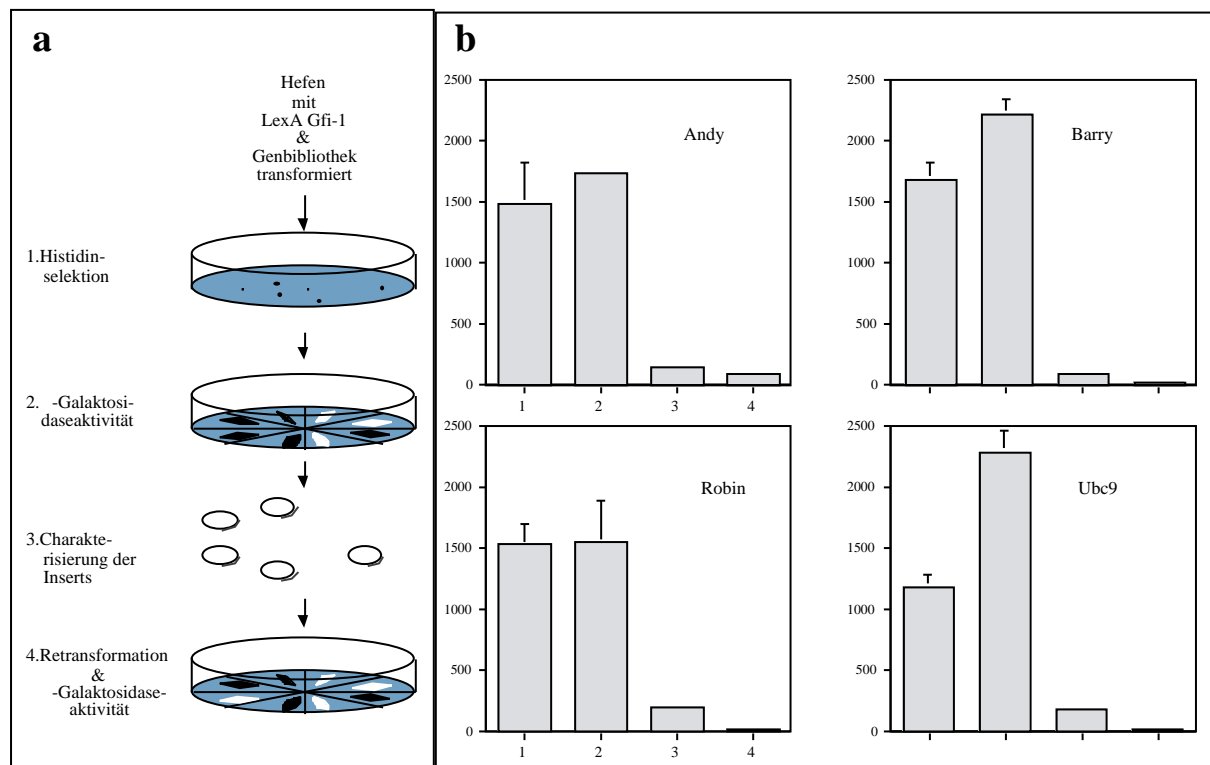 a
Hefen
mit
LexA Gfi-1
&
Genbibliothek
transformiert
1.Histidin-
selektion
2. -Galaktosi-
daseaktivität
3.Charakte-
risierung der
Inserts
4.Retransformation
&
-Galaktosidase-
aktivität
b
2500
2000
1500
1000
500
0
Andy
1 2 3 4
2500
2000
1500
1000
500
0
Barry
2500
2000
1500
1000
500
0
Robin
1 2 3 4
2500
2000
1500
1000
500
0
Ubc9